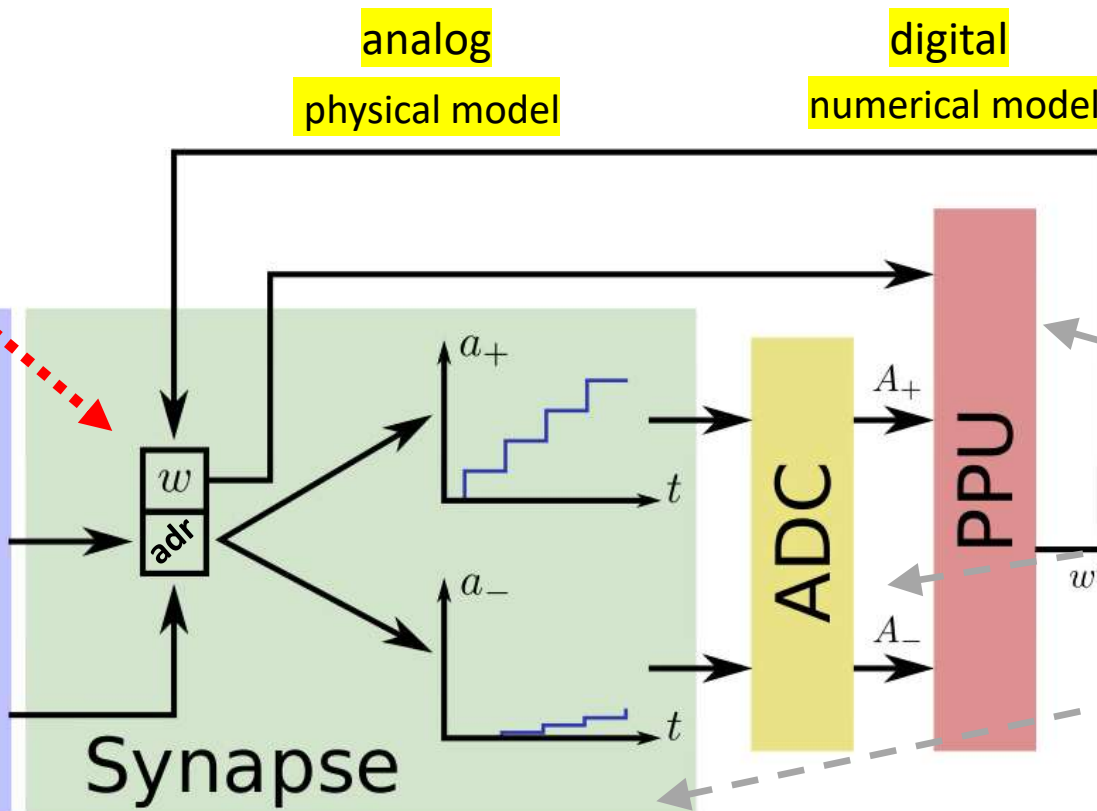 analog
digital
physical model
numerical model
a₊
t
w
adr
a₋
t
Synapse
ADC
A₊
A₋
PPU
w